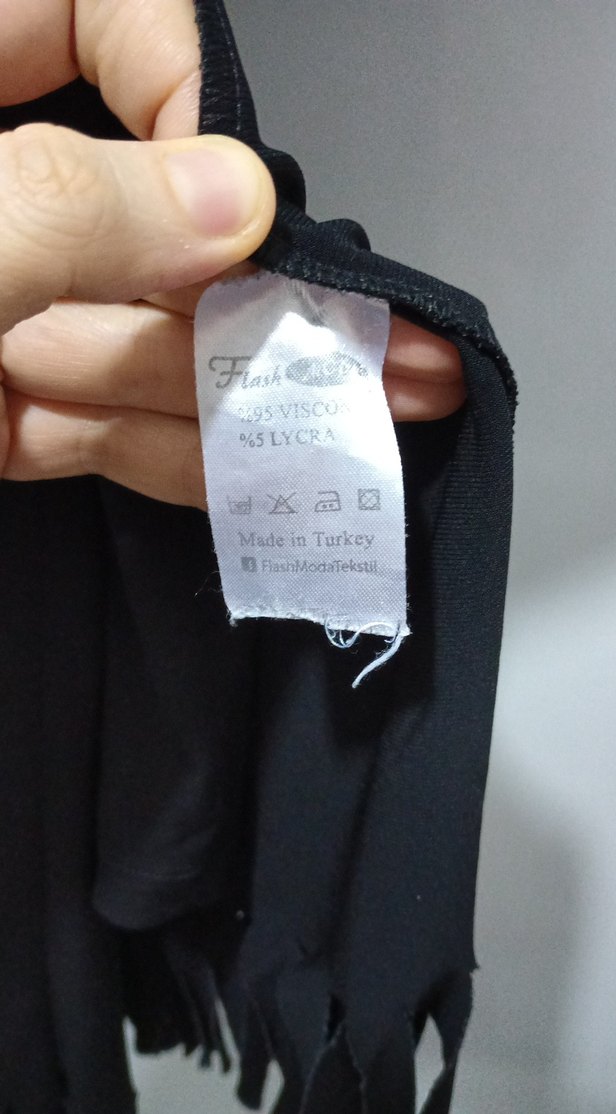 Flash
%95 VISCON
%5 LYCRA
Made in Turkey
FlashModaTekstil